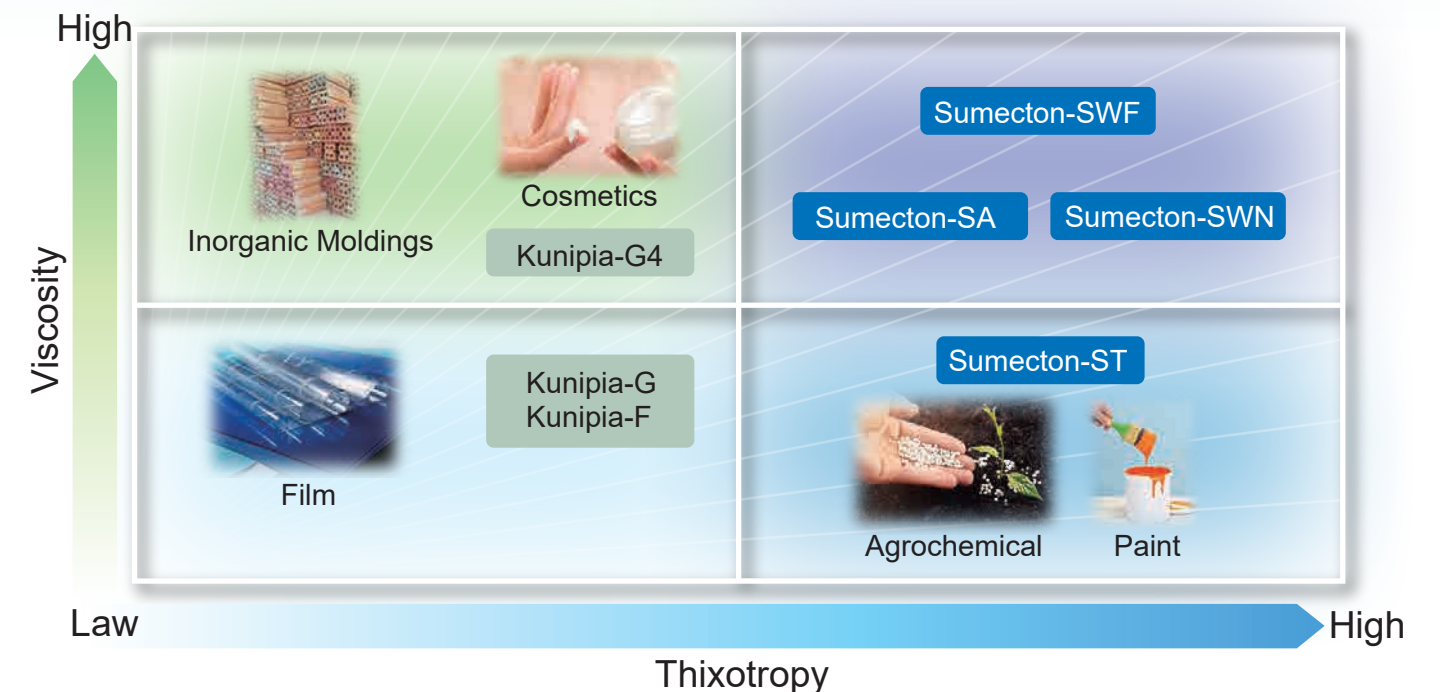 High
Viscosity
Inorganic Moldings
Cosmetics
Kunipia-G4
Sumecton-SWF
Sumecton-SA
Sumecton-SWN
Film
Kunipia-G
Kunipia-F
Sumecton-ST
Agrochemical
Paint
Law
High
Thixotropy